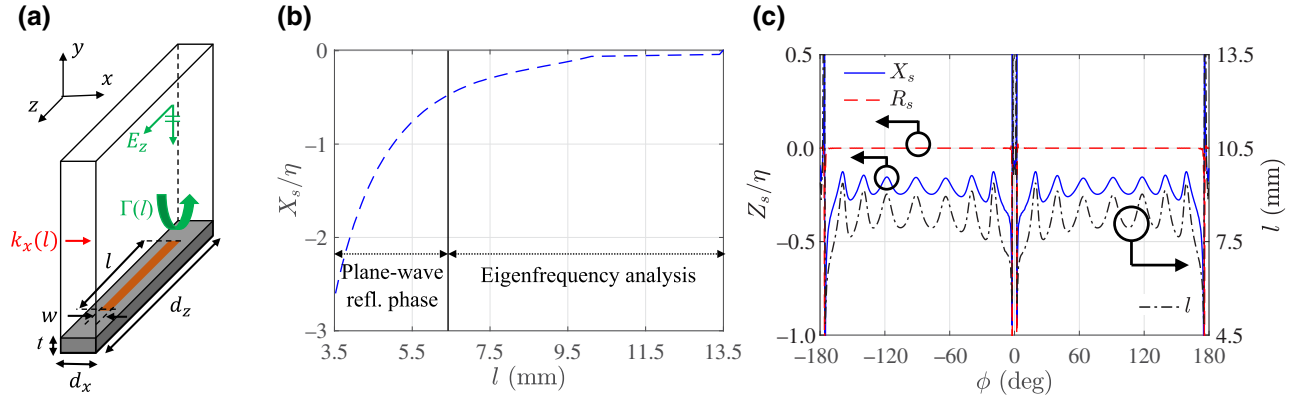 (a)
y
x
z
E_z
Γ(l)
k_x(l)
l
w
d_z
t
d_x
(b)
X_s/η
0
−1
−2
−3
Plane-wave
refl. phase
Eigenfrequency analysis
3.5 5.5 7.5 9.5 11.5 13.5
l (mm)
(c)
X_s
R_s
Z_s/η
0.5
0.0
−0.5
−1.0
l (mm)
13.5
10.5
7.5
4.5
l
−180 −120 −60 0 60 120 180
ϕ (deg)